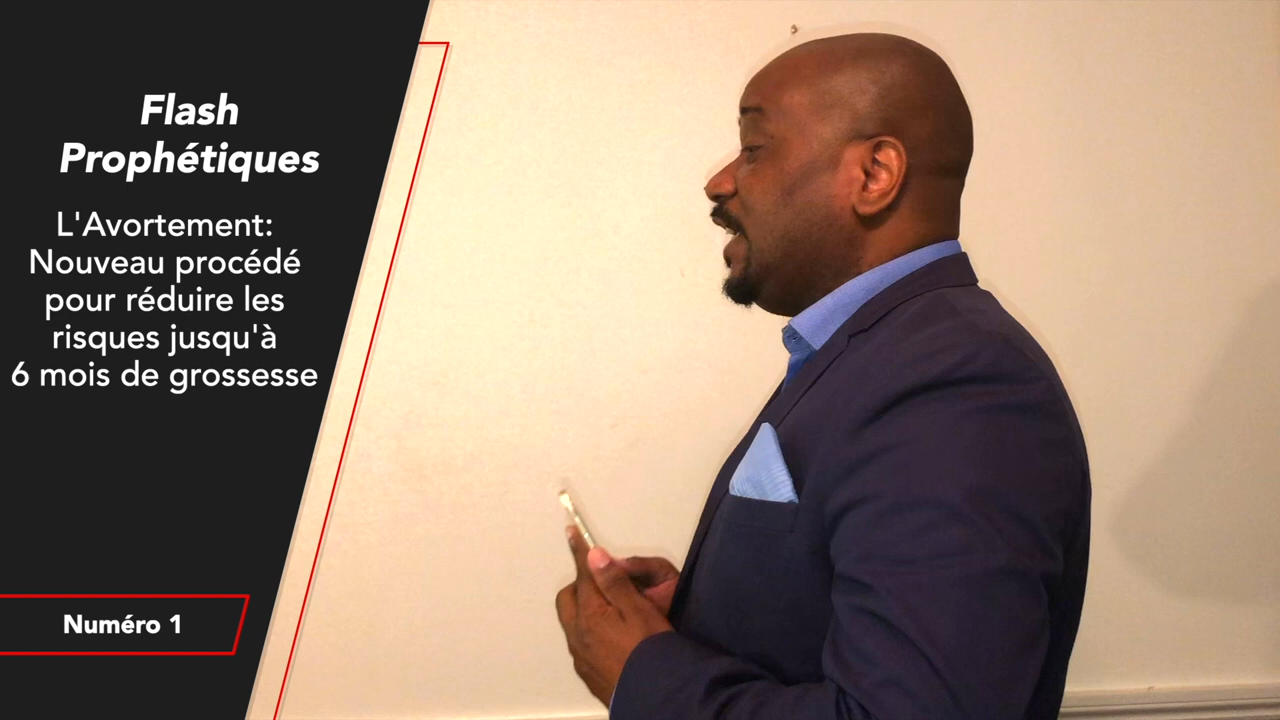 Flash
Prophétiques
L'Avortement:
Nouveau procédé
pour réduire les
risques jusqu'à
6 mois de grossesse
Numéro 1